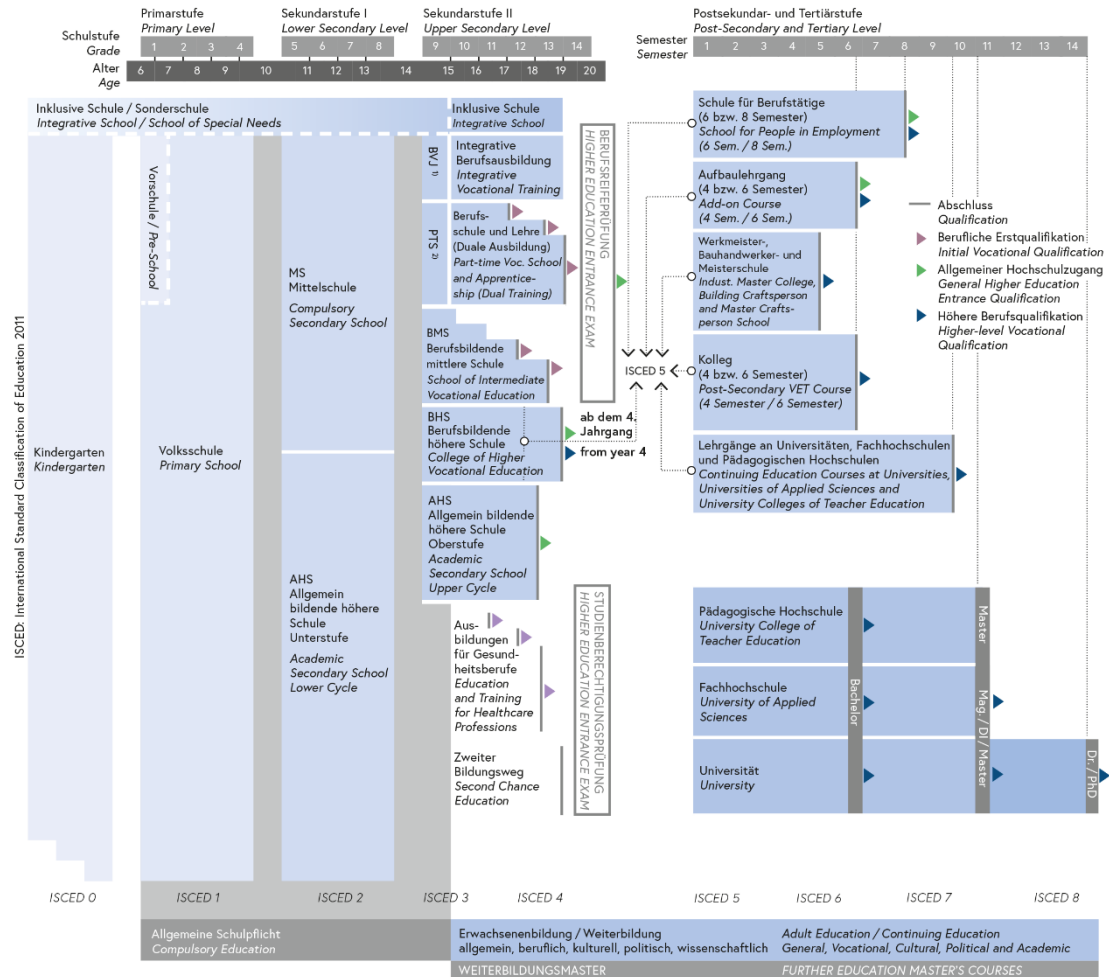 Primarstufe
Primary Level
Sekundarstufe I
Lower Secondary Level
Sekundarstufe II
Upper Secondary Level
Postsekundar- und Tertiärstufe
Post-Secondary and Tertiary Level
Schulstufe
Grade
1 2 3 4 5 6 7 8 9 10 11 12 13 14
Semester
Semester
1 2 3 4 5 6 7 8 9 10 11 12 13 14
Alter
Age
6 7 8 9 10 11 12 13 14 15 16 17 18 19 20
Inklusive Schule / Sonderschule
Integrative School / School of Special Needs
Inklusive Schule
Integrative School
Vorschule / Pre-School
BVJ 1)
Integrative
Berufsausbildung
Integrative
Vocational Training
PTS 2)
Berufs-
schule und Lehre
(Duale Ausbildung)
Part-time Voc. School
and Apprentice-
ship (Dual Training)
MS
Mittelschule
Compulsory
Secondary School
BMS
Berufsbildende
mittlere Schule
School of Intermediate
Vocational Education
BHS
Berufsbildende
höhere Schule
College of Higher
Vocational Education
ab dem 4.
Jahrgang
from year 4
AHS
Allgemein bildende
höhere Schule
Oberstufe
Academic
Secondary School
Upper Cycle
Kindergarten
Kindergarten
Volksschule
Primary School
AHS
Allgemein
bildende höhere
Schule
Unterstufe
Academic
Secondary School
Lower Cycle
Aus-
bildungen
für Gesund-
heitsberufe
Education
and Training
for Healthcare
Professions
Zweiter
Bildungsweg
Second Chance
Education
BERUFSREIFEPRÜFUNG
HIGHER EDUCATION ENTRANCE EXAM
STUDIENBERECHTIGUNGSPRÜFUNG
HIGHER EDUCATION ENTRANCE EXAM
ISCED 5
Schule für Berufstätige
(6 bzw. 8 Semester)
School for People in Employment
(6 Sem. / 8 Sem.)
Aufbaulehrgang
(4 bzw. 6 Semester)
Add-on Course
(4 Sem. / 6 Sem.)
Werkmeister-,
Bauhandwerker- und
Meisterschule
Indust. Master College,
Building Craftsperson
and Master Crafts-
person School
Kolleg
(4 bzw. 6 Semester)
Post-Secondary VET Course
(4 Semester / 6 Semester)
Lehrgänge an Universitäten, Fachhochschulen
und Pädagogischen Hochschulen
Continuing Education Courses at Universities,
Universities of Applied Sciences and
University Colleges of Teacher Education
Abschluss
Qualification
Berufliche Erstqualifikation
Initial Vocational Qualification
Allgemeiner Hochschulzugang
General Higher Education
Entrance Qualification
Höhere Berufsqualifikation
Higher-level Vocational
Qualification
Pädagogische Hochschule
University College of
Teacher Education
Fachhochschule
University of Applied
Sciences
Universität
University
Bachelor
Master
Mag. / DI / Master
Dr. / PhD
ISCED: International Standard Classification of Education 2011
ISCED 0
ISCED 1
ISCED 2
ISCED 3
ISCED 4
ISCED 5
ISCED 6
ISCED 7
ISCED 8
Allgemeine Schulpflicht
Compulsory Education
Erwachsenenbildung / Weiterbildung
allgemein, beruflich, kulturell, politisch, wissenschaftlich
Adult Education / Continuing Education
General, Vocational, Cultural, Political and Academic
WEITERBILDUNGSMASTER
FURTHER EDUCATION MASTER'S COURSES